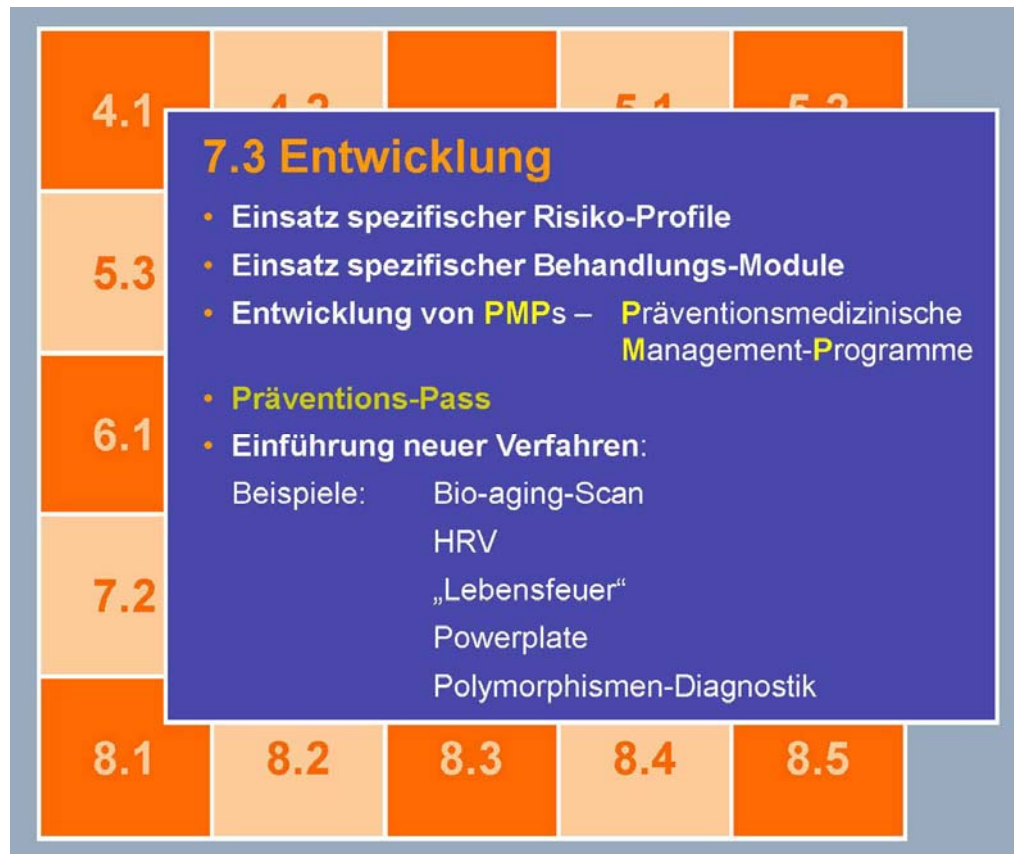 4.1
7.3 Entwicklung
• Einsatz spezifischer Risiko-Profile
5.3
• Einsatz spezifischer Behandlungs-Module
• Entwicklung von PMPs – Präventionsmedizinische
Management-Programme
• Präventions-Pass
6.1
• Einführung neuer Verfahren:
Beispiele: Bio-aging-Scan
HRV
7.2
„Lebensfeuer“
Powerplate
Polymorphismen-Diagnostik
8.1 8.2 8.3 8.4 8.5